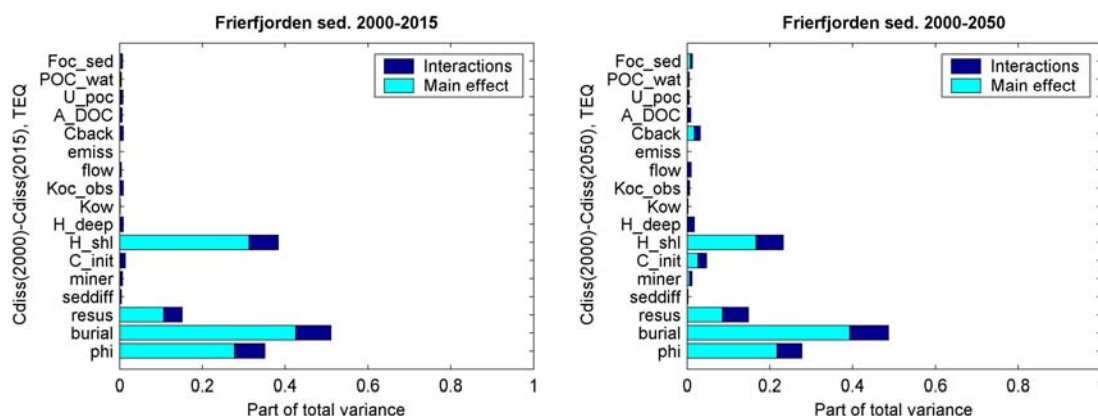 Frierfjorden sed. 2000-2015
Cdiss(2000)-Cdiss(2015), TEQ
Foc_sed
POC_wat
U_poc
A_DOC
Cback
emiss
flow
Koc_obs
Kow
H_deep
H_shl
C_init
miner
seddiff
resus
burial
phi
Interactions
Main effect
0 0.2 0.4 0.6 0.8 1
Part of total variance
Frierfjorden sed. 2000-2050
Cdiss(2000)-Cdiss(2050), TEQ
Foc_sed
POC_wat
U_poc
A_DOC
Cback
emiss
flow
Koc_obs
Kow
H_deep
H_shl
C_init
miner
seddiff
resus
burial
phi
Interactions
Main effect
0 0.2 0.4 0.6 0.8 1
Part of total variance